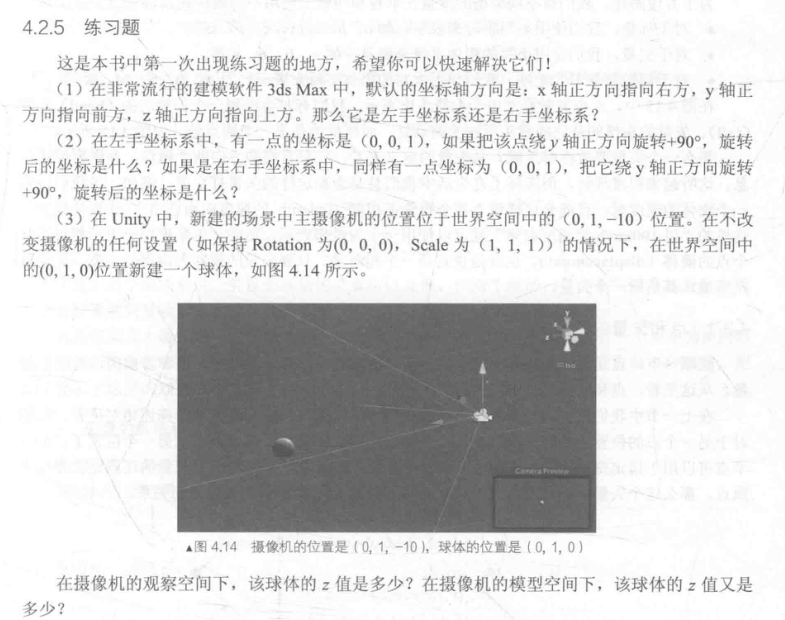 4.2.5 练习题
这是本书中第一次出现练习题的地方，希望你可以快速解决它们！
（1）在非常流行的建模软件 3ds Max 中，默认的坐标轴方向是：x 轴正方向指向右方，y 轴正
方向指向前方，z 轴正方向指向上方。那么它是左手坐标系还是右手坐标系？
（2）在左手坐标系中，有一点的坐标是（0, 0, 1)，如果把该点绕 y 轴正方向旋转+90°，旋转
后的坐标是什么？如果是在右手坐标系中，同样有一点坐标为（0, 0, 1)，把它绕 y 轴正方向旋转
+90°，旋转后的坐标是什么？
（3）在 Unity 中，新建的场景中主摄像机的位置位于世界空间中的（0, 1, −10）位置。在不改
变摄像机的任何设置（如保持 Rotation 为(0, 0, 0)，Scale 为（1, 1, 1)）的情况下，在世界空间中
的(0, 1, 0)位置新建一个球体，如图 4.14 所示。
y
x
z
Iso
Camera Preview
▲图 4.14 摄像机的位置是（0, 1, −10），球体的位置是（0, 1, 0）
在摄像机的观察空间下，该球体的 z 值是多少？在摄像机的模型空间下，该球体的 z 值又是
多少？